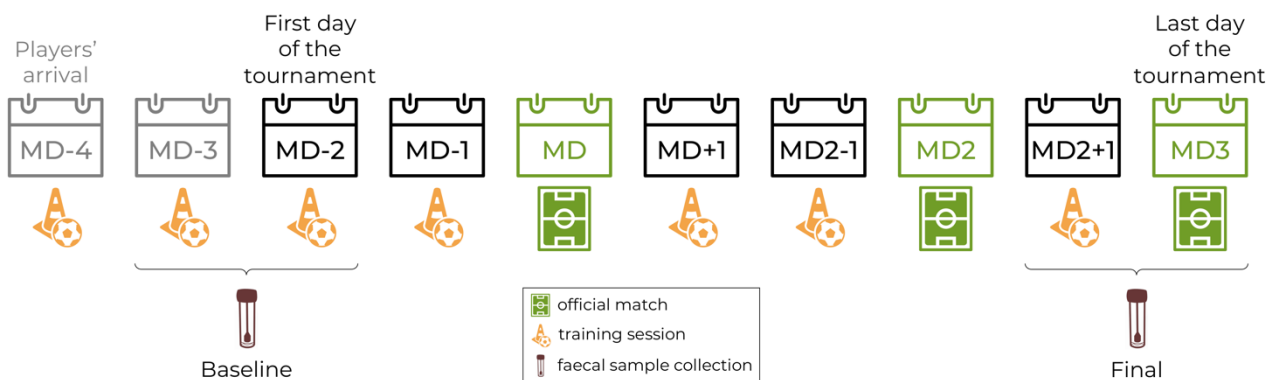 Players'
arrival
First day
of the
tournament
Last day
of the
tournament
MD-4
MD-3
MD-2
MD-1
MD
MD+1
MD2-1
MD2
MD2+1
MD3
Baseline
official match
training session
faecal sample collection
Final